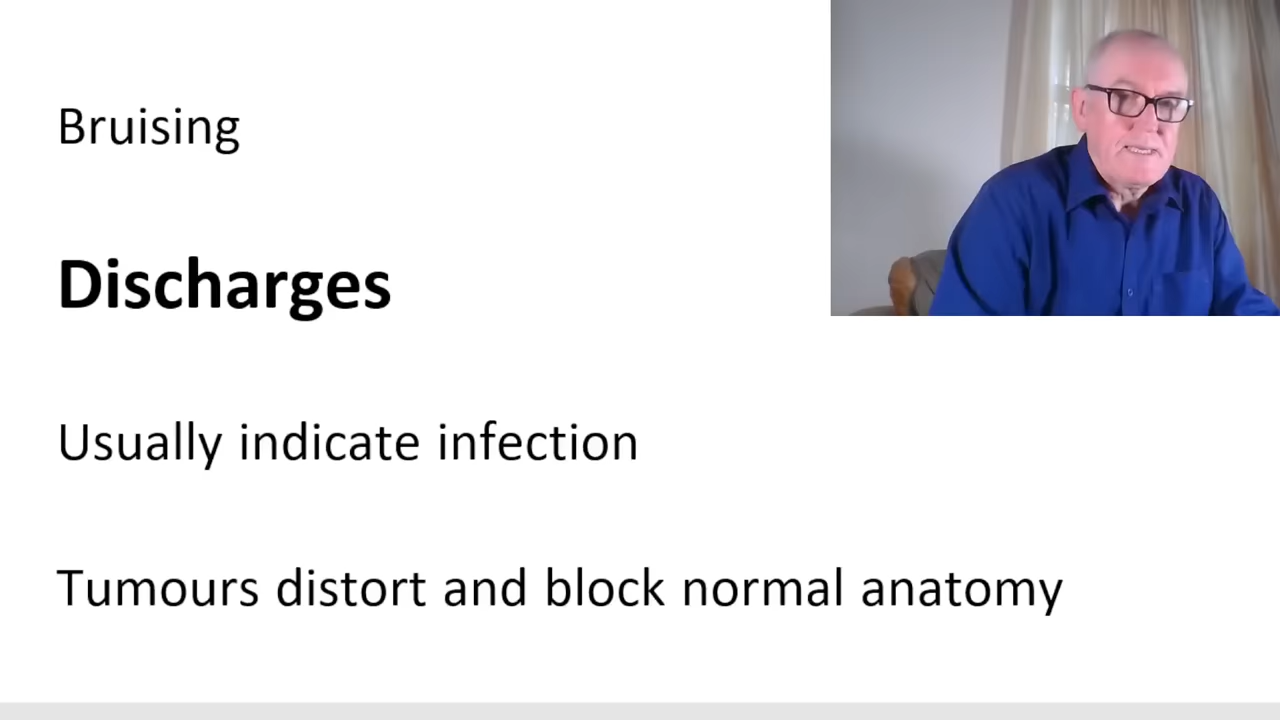 Bruising
Discharges
Usually indicate infection
Tumours distort and block normal anatomy